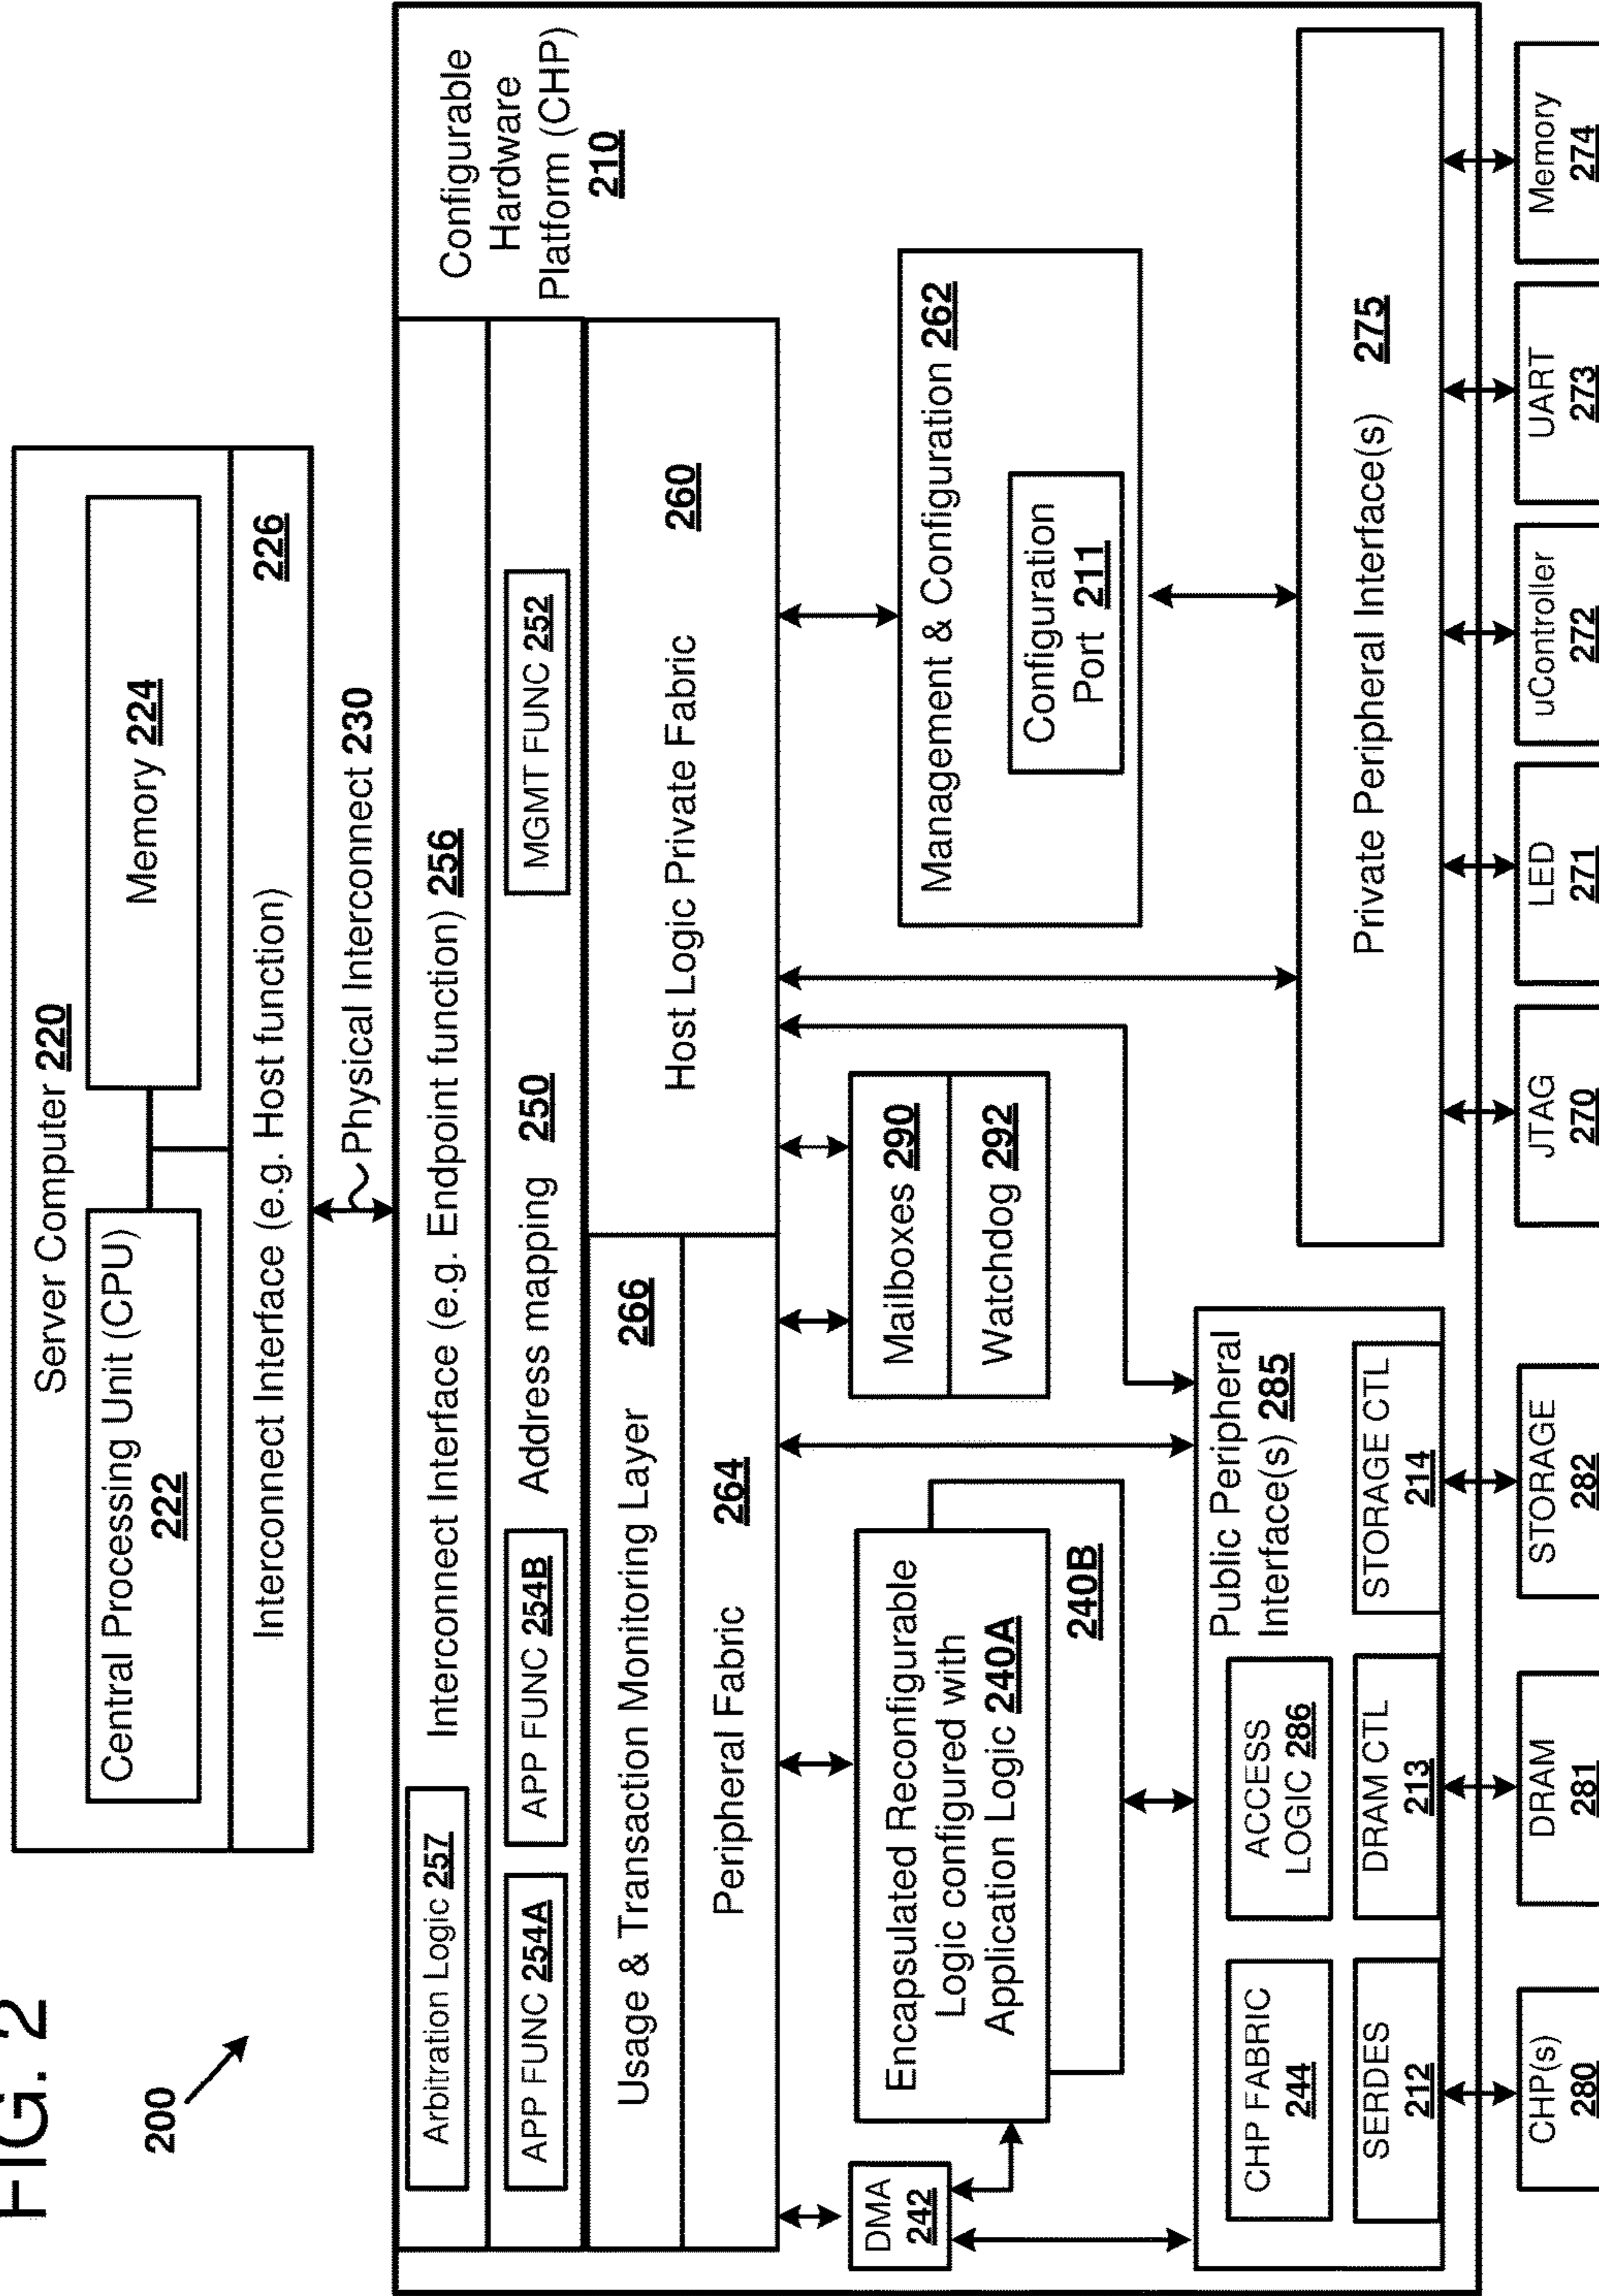 FIG. 2
200
Server Computer 220
Central Processing Unit (CPU)
222
Memory 224
Interconnect Interface (e.g. Host function)
226
Physical Interconnect 230
Configurable
Hardware
Platform (CHP)
210
Arbitration Logic 257
Interconnect Interface (e.g. Endpoint function) 256
APP FUNC 254A
APP FUNC 254B
Address mapping 250
MGMT FUNC 252
Usage & Transaction Monitoring Layer 266
Peripheral Fabric 264
Host Logic Private Fabric 260
DMA
242
Encapsulated Reconfigurable
Logic configured with
Application Logic 240A
240B
Mailboxes 290
Watchdog 292
Management & Configuration 262
Configuration
Port 211
Public Peripheral
Interface(s) 285
CHP FABRIC
244
ACCESS
LOGIC 286
SERDES
212
DRAM CTL
213
STORAGE CTL
214
Private Peripheral Interface(s) 275
CHP(s)
280
DRAM
281
STORAGE
282
JTAG
270
LED
271
uController
272
UART
273
Memory
274